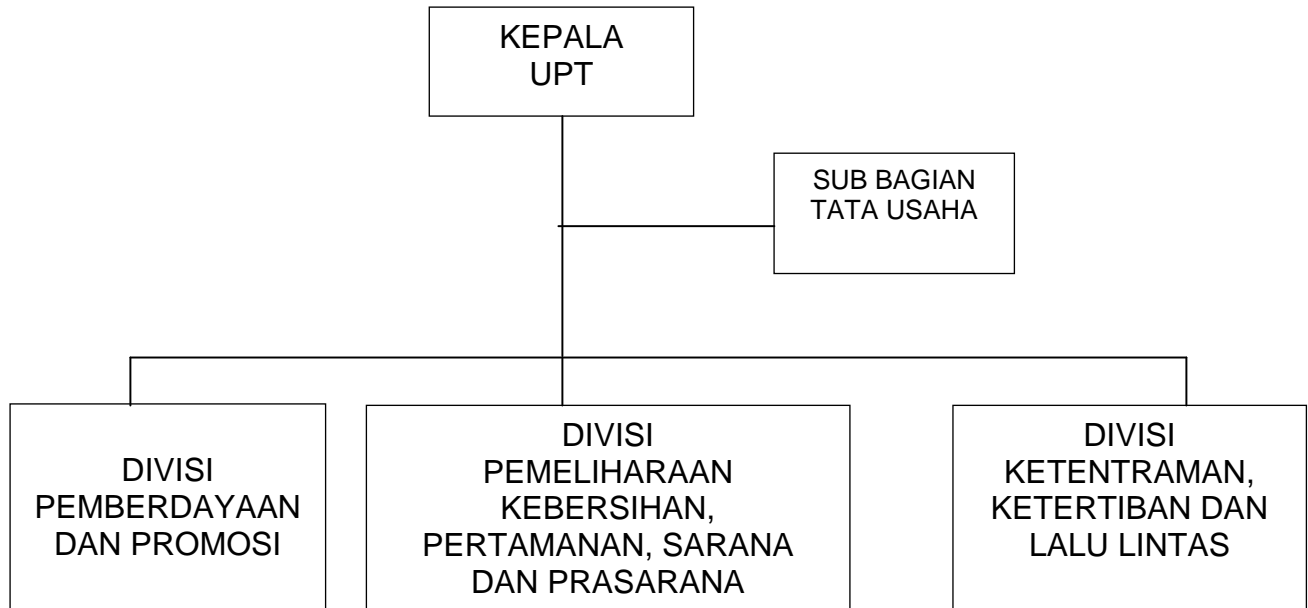 KEPALA
UPT
SUB BAGIAN
TATA USAHA
DIVISI
PEMBERDAYAAN
DAN PROMOSI
DIVISI
PEMELIHARAAN
KEBERSIHAN,
PERTAMANAN, SARANA
DAN PRASARANA
DIVISI
KETENTRAMAN,
KETERTIBAN DAN
LALU LINTAS